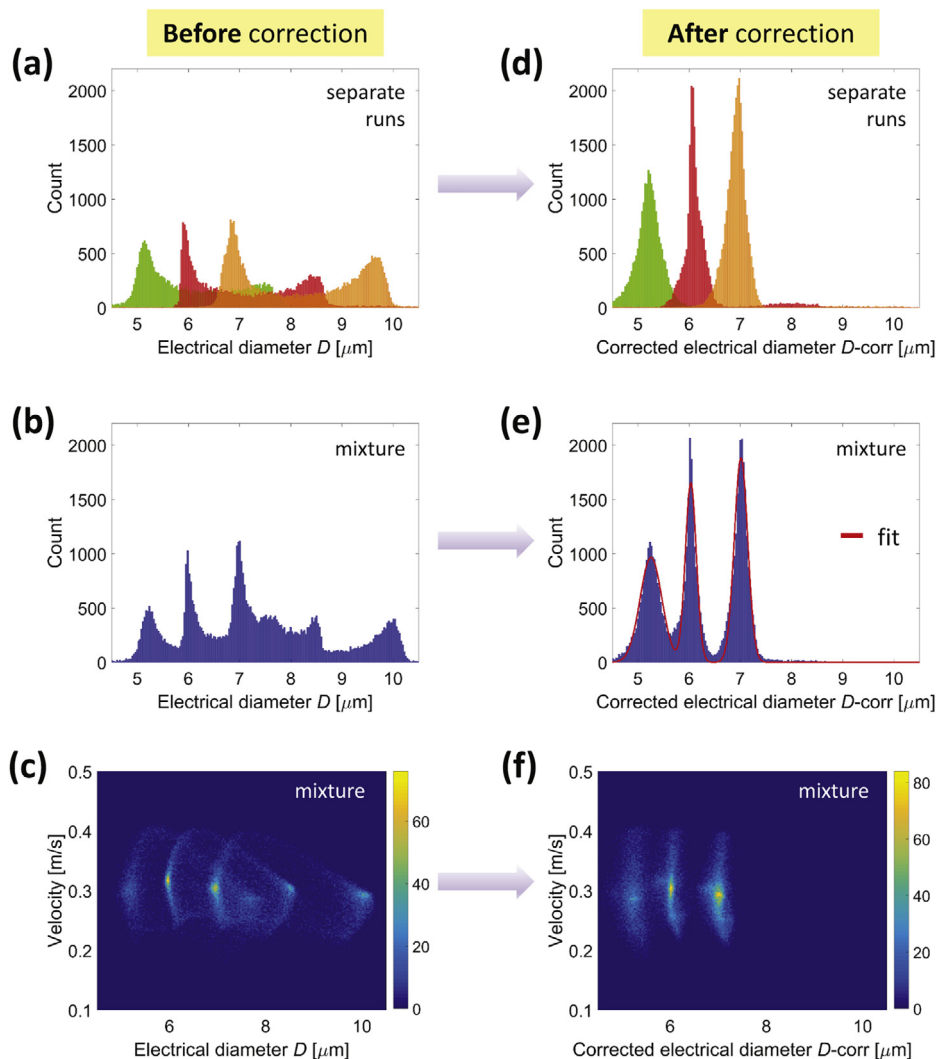 Before correction
After correction
(a)
separate
runs
2000
1500
1000
500
0
Count
5 6 7 8 9 10
Electrical diameter D [μm]
(d)
separate
runs
2000
1500
1000
500
0
Count
5 6 7 8 9 10
Corrected electrical diameter D-corr [μm]
(b)
mixture
2000
1500
1000
500
0
Count
5 6 7 8 9 10
Electrical diameter D [μm]
(e)
mixture
fit
2000
1500
1000
500
0
Count
5 6 7 8 9 10
Corrected electrical diameter D-corr [μm]
(c)
mixture
0.5
0.4
0.3
0.2
0.1
Velocity [m/s]
6 8 10
Electrical diameter D [μm]
60
40
20
0
(f)
mixture
0.5
0.4
0.3
0.2
0.1
Velocity [m/s]
6 8 10
Corrected electrical diameter D-corr [μm]
80
60
40
20
0